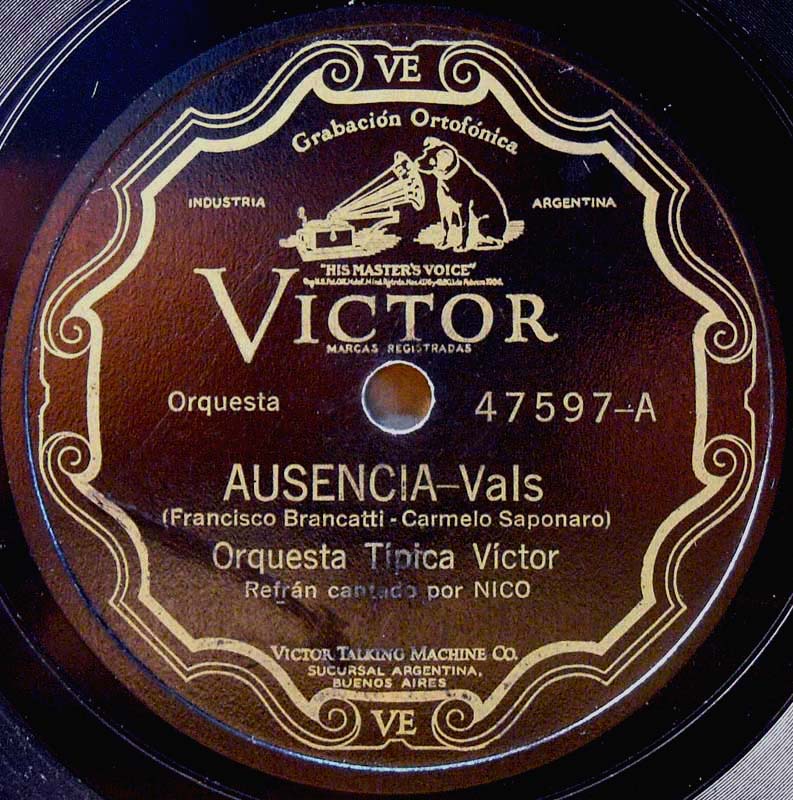 VE
Grabación Ortofónica
INDUSTRIA ARGENTINA
"HIS MASTER'S VOICE"
VICTOR
MARCAS REGISTRADAS
Orquesta 47597-A
AUSENCIA-Vals
(Francisco Brancatti - Carmelo Saponaro)
Orquesta Típica Víctor
Refrán cantado por NICO
VICTOR TALKING MACHINE CO.
SUCURSAL ARGENTINA,
BUENOS AIRES
VE